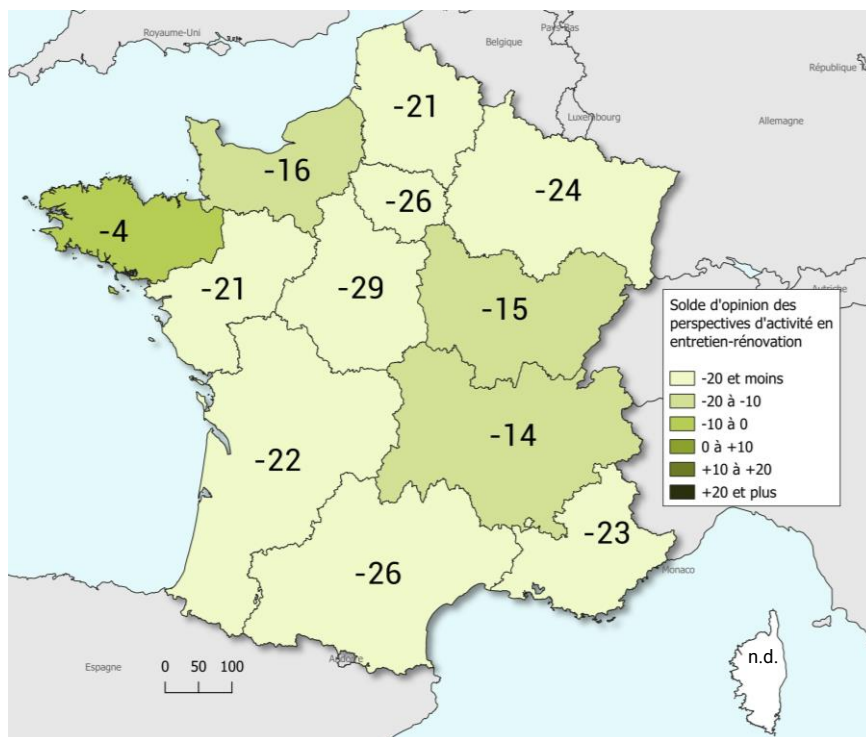 Royaume-Uni
Belgique
Pays-Bas
République
Luxembourg
Allemagne
-21
-16
-26
-24
-4
-21
-29
-15
Autriche
Solde d'opinion des
perspectives d'activité en
entretien-rénovation
-20 et moins
-20 à -10
-10 à 0
0 à +10
+10 à +20
+20 et plus
-14
-22
-23
-26
Monaco
Andorre
Espagne
0 50 100
n.d.